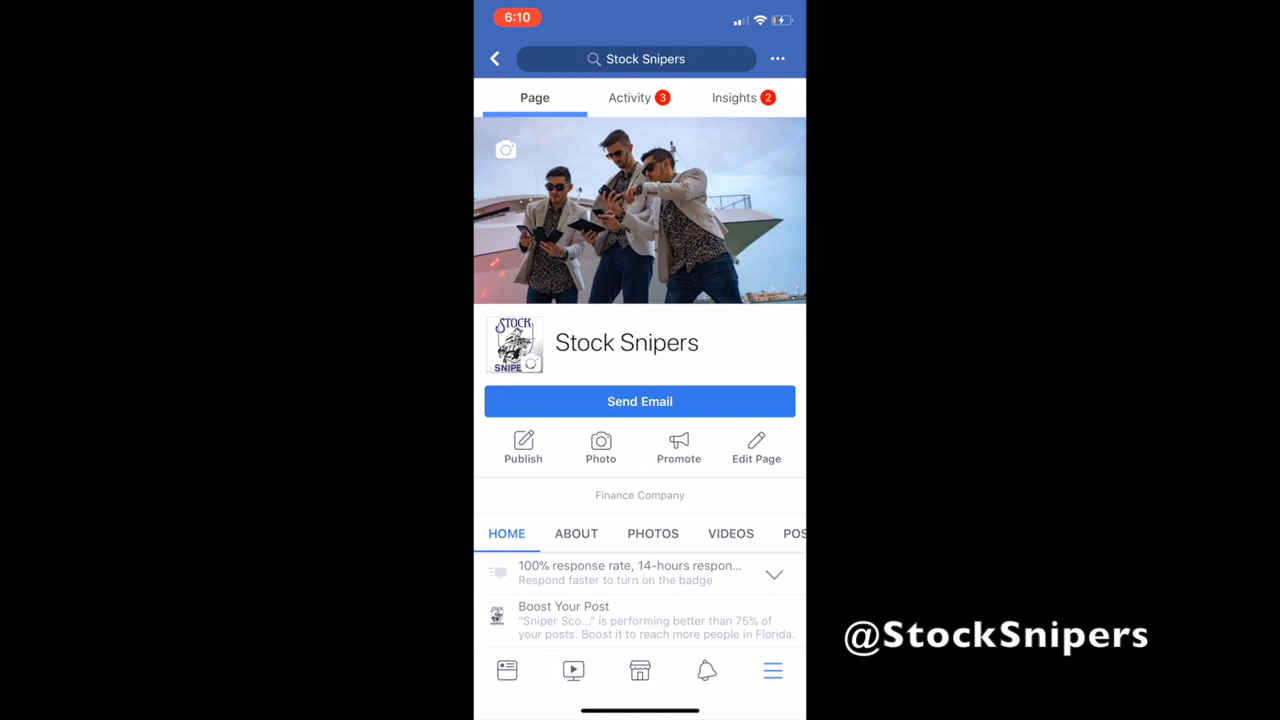 6:10
Stock Snipers
Page
Activity 3
Insights 2
STOCK
SNIPE
Stock Snipers
Send Email
Publish
Photo
Promote
Edit Page
Finance Company
HOME
ABOUT
PHOTOS
VIDEOS
POS
100% response rate, 14-hours respon...
Respond faster to turn on the badge
Boost Your Post
"Sniper Sco..." is performing better than 75% of
your posts. Boost it to reach more people in Florida.
@StockSnipers